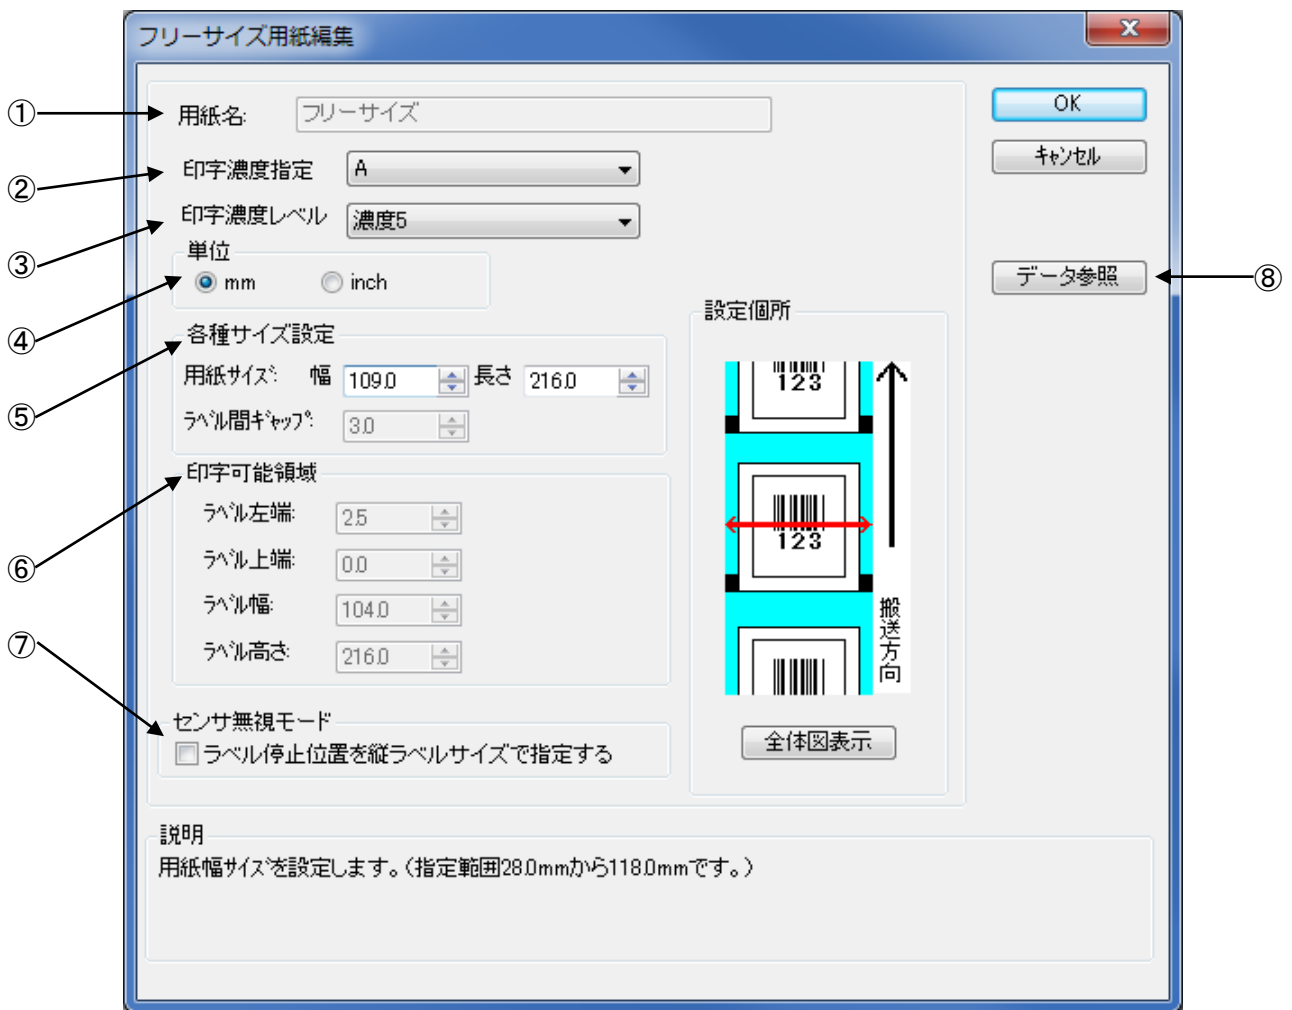 フリーサイズ用紙編集
x
① 用紙名: フリーサイズ
OK
② 印字濃度指定 A
キャンセル
③ 印字濃度レベル 濃度5
④ 単位
mm inch
データ参照 ⑧
⑤ 各種サイズ設定
用紙サイズ: 幅 109.0 長さ 216.0
ラベル間ギャップ: 3.0
⑥ 印字可能領域
ラベル左端: 2.5
ラベル上端: 0.0
ラベル幅: 104.0
ラベル高さ: 216.0
設定個所
123
123
搬送方向
全体図表示
⑦ センサ無視モード
ラベル停止位置を縦ラベルサイズで指定する
説明
用紙幅サイズを設定します。(指定範囲28.0mmから118.0mmです。)